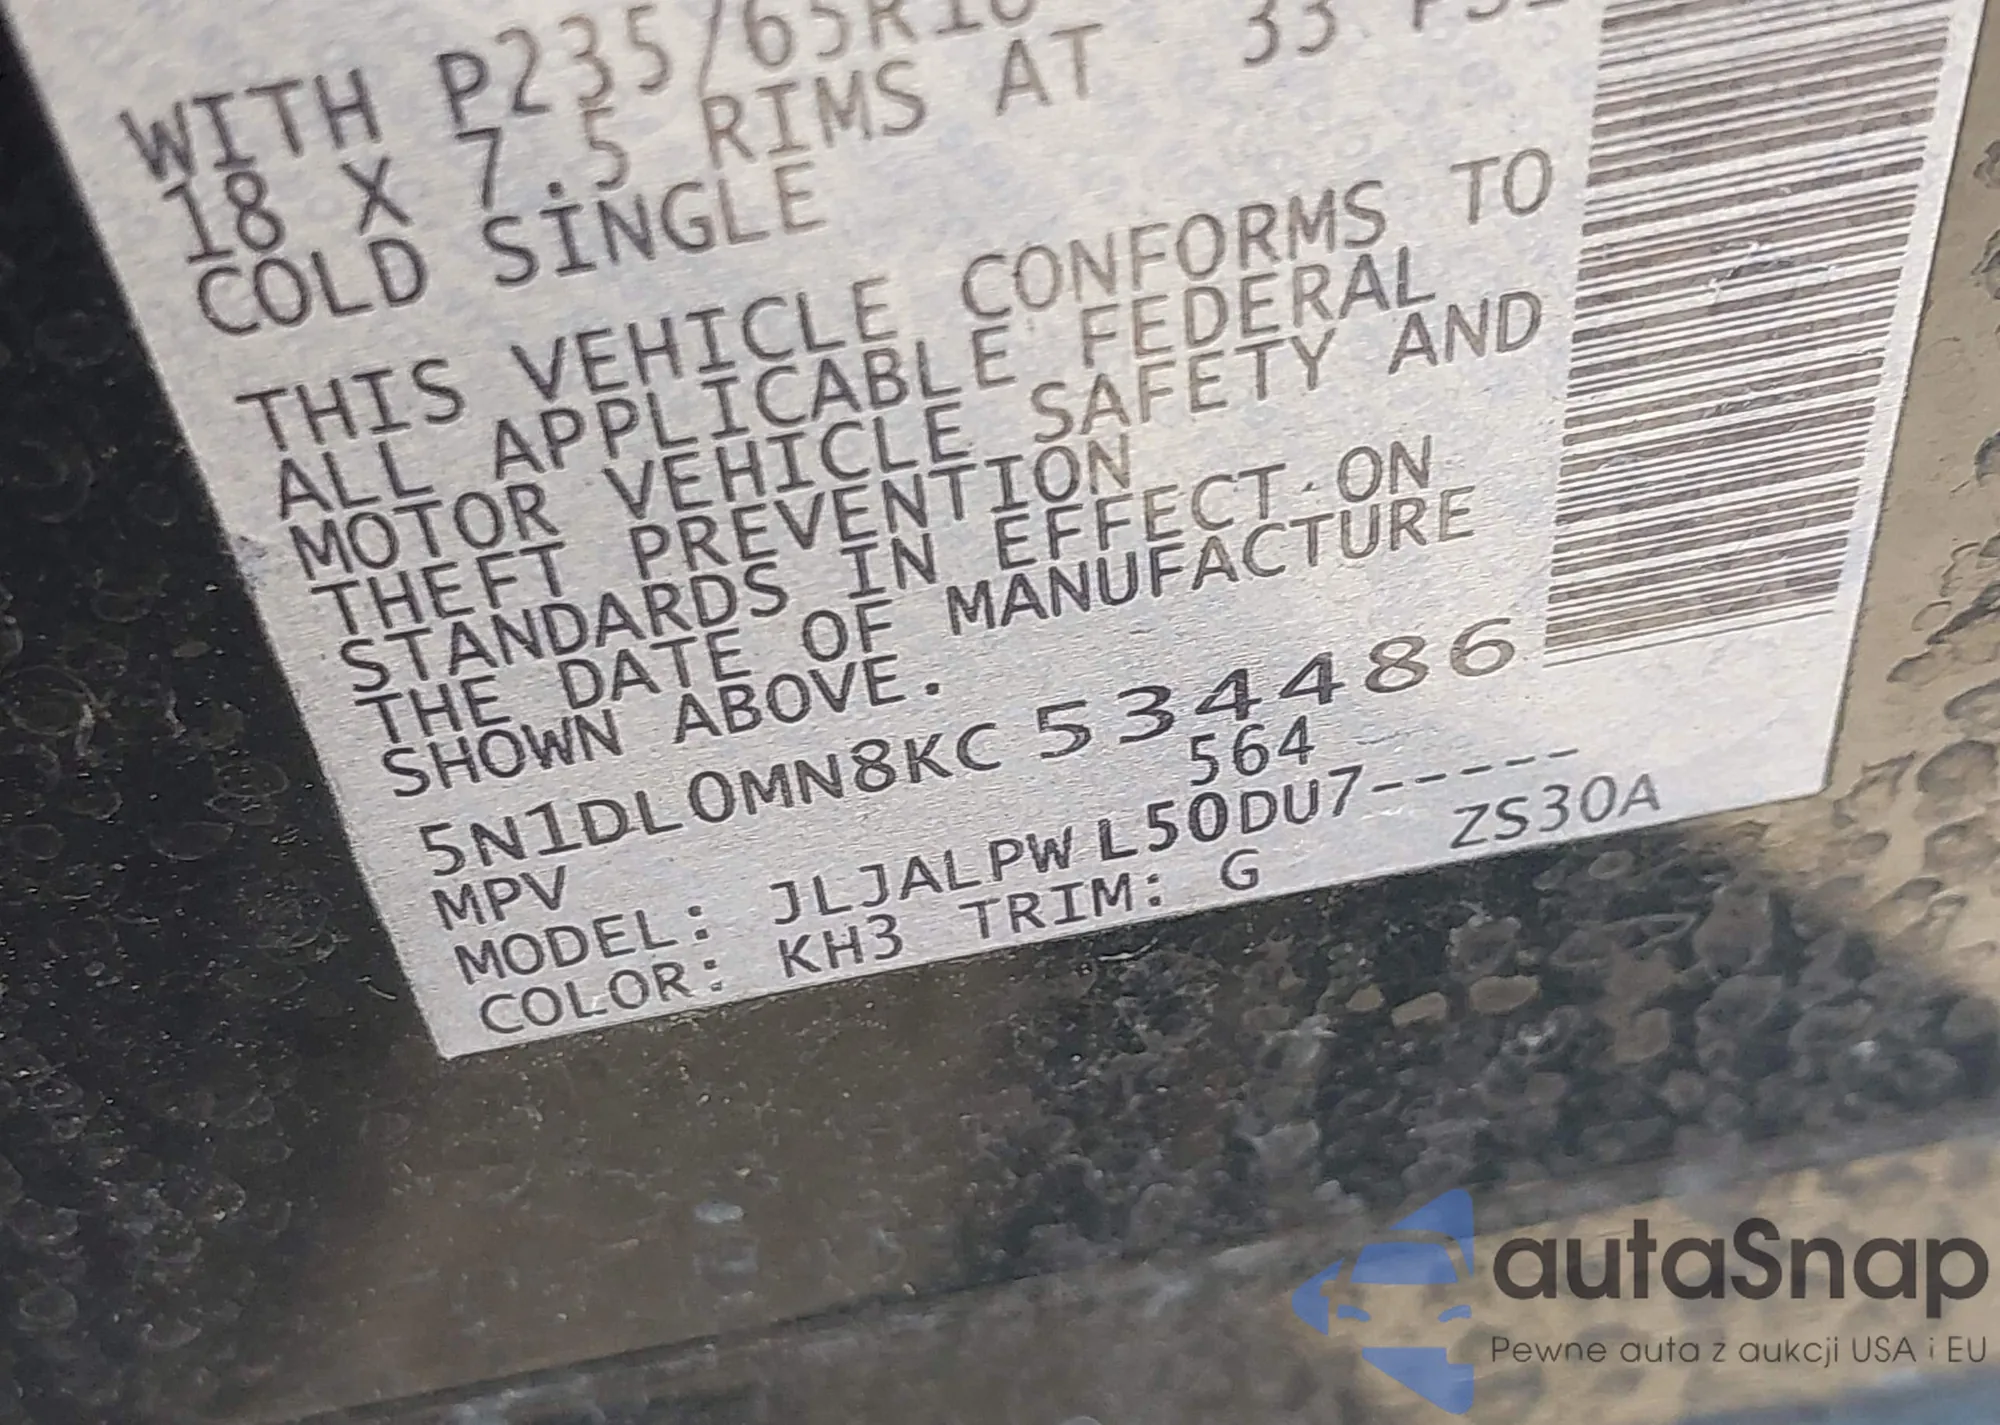 WITH P235/65R18 33 PSI
18 X 7.5 RIMS AT
COLD SINGLE
THIS VEHICLE CONFORMS TO
ALL APPLICABLE FEDERAL
MOTOR VEHICLE SAFETY AND
THEFT PREVENTION
STANDARDS IN EFFECT ON
THE DATE OF MANUFACTURE
SHOWN ABOVE.
5N1DL0MN8KC534486
MPV 564
MODEL: JLJALPWL50DU7-----
COLOR: KH3 TRIM: G ZS30A
autaSnap
Pewne auta z aukcji USA i EU